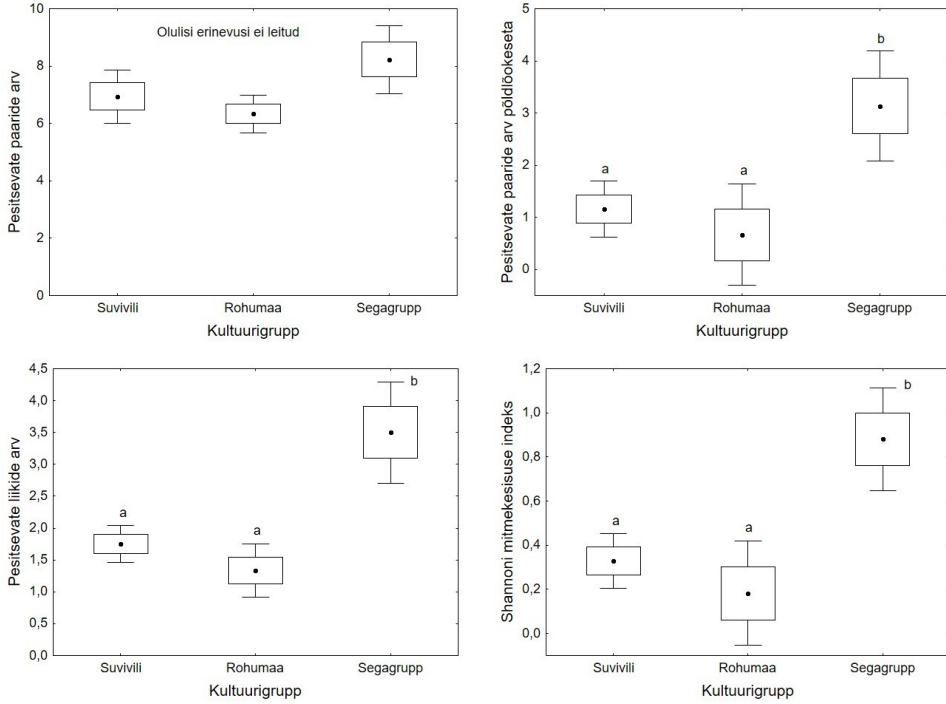 Pesitsevate paaride arv
10
8
6
4
2
0
Olulisi erinevusi ei leitud
Suvivili Rohumaa Segagrupp
Kultuurigrupp
Pesitsevate paaride arv põldlõokeseta
5
4
3
2
1
0
a a b
Suvivili Rohumaa Segagrupp
Kultuurigrupp
Pesitsevate liikide arv
4,5
4,0
3,5
3,0
2,5
2,0
1,5
1,0
0,5
0,0
a a b
Suvivili Rohumaa Segagrupp
Kultuurigrupp
Shannoni mitmekesisuse indeks
1,2
1,0
0,8
0,6
0,4
0,2
0,0
a a b
Suvivili Rohumaa Segagrupp
Kultuurigrupp